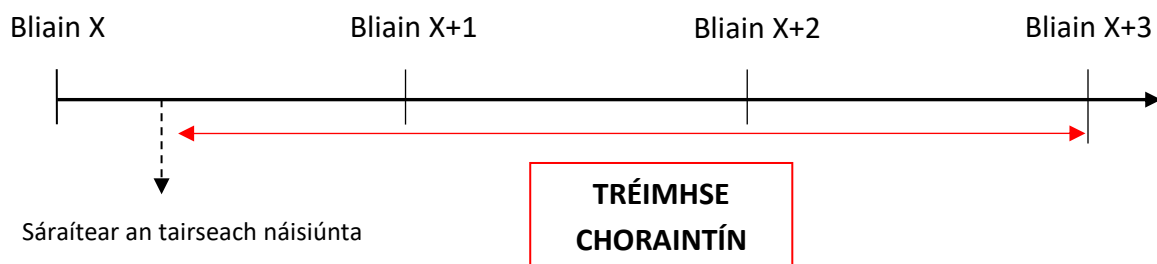 Bliain X Bliain X+1 Bliain X+2 Bliain X+3
Sáraítear an tairseach náisiúnta
TRÉIMHSE
CHORAINTÍN